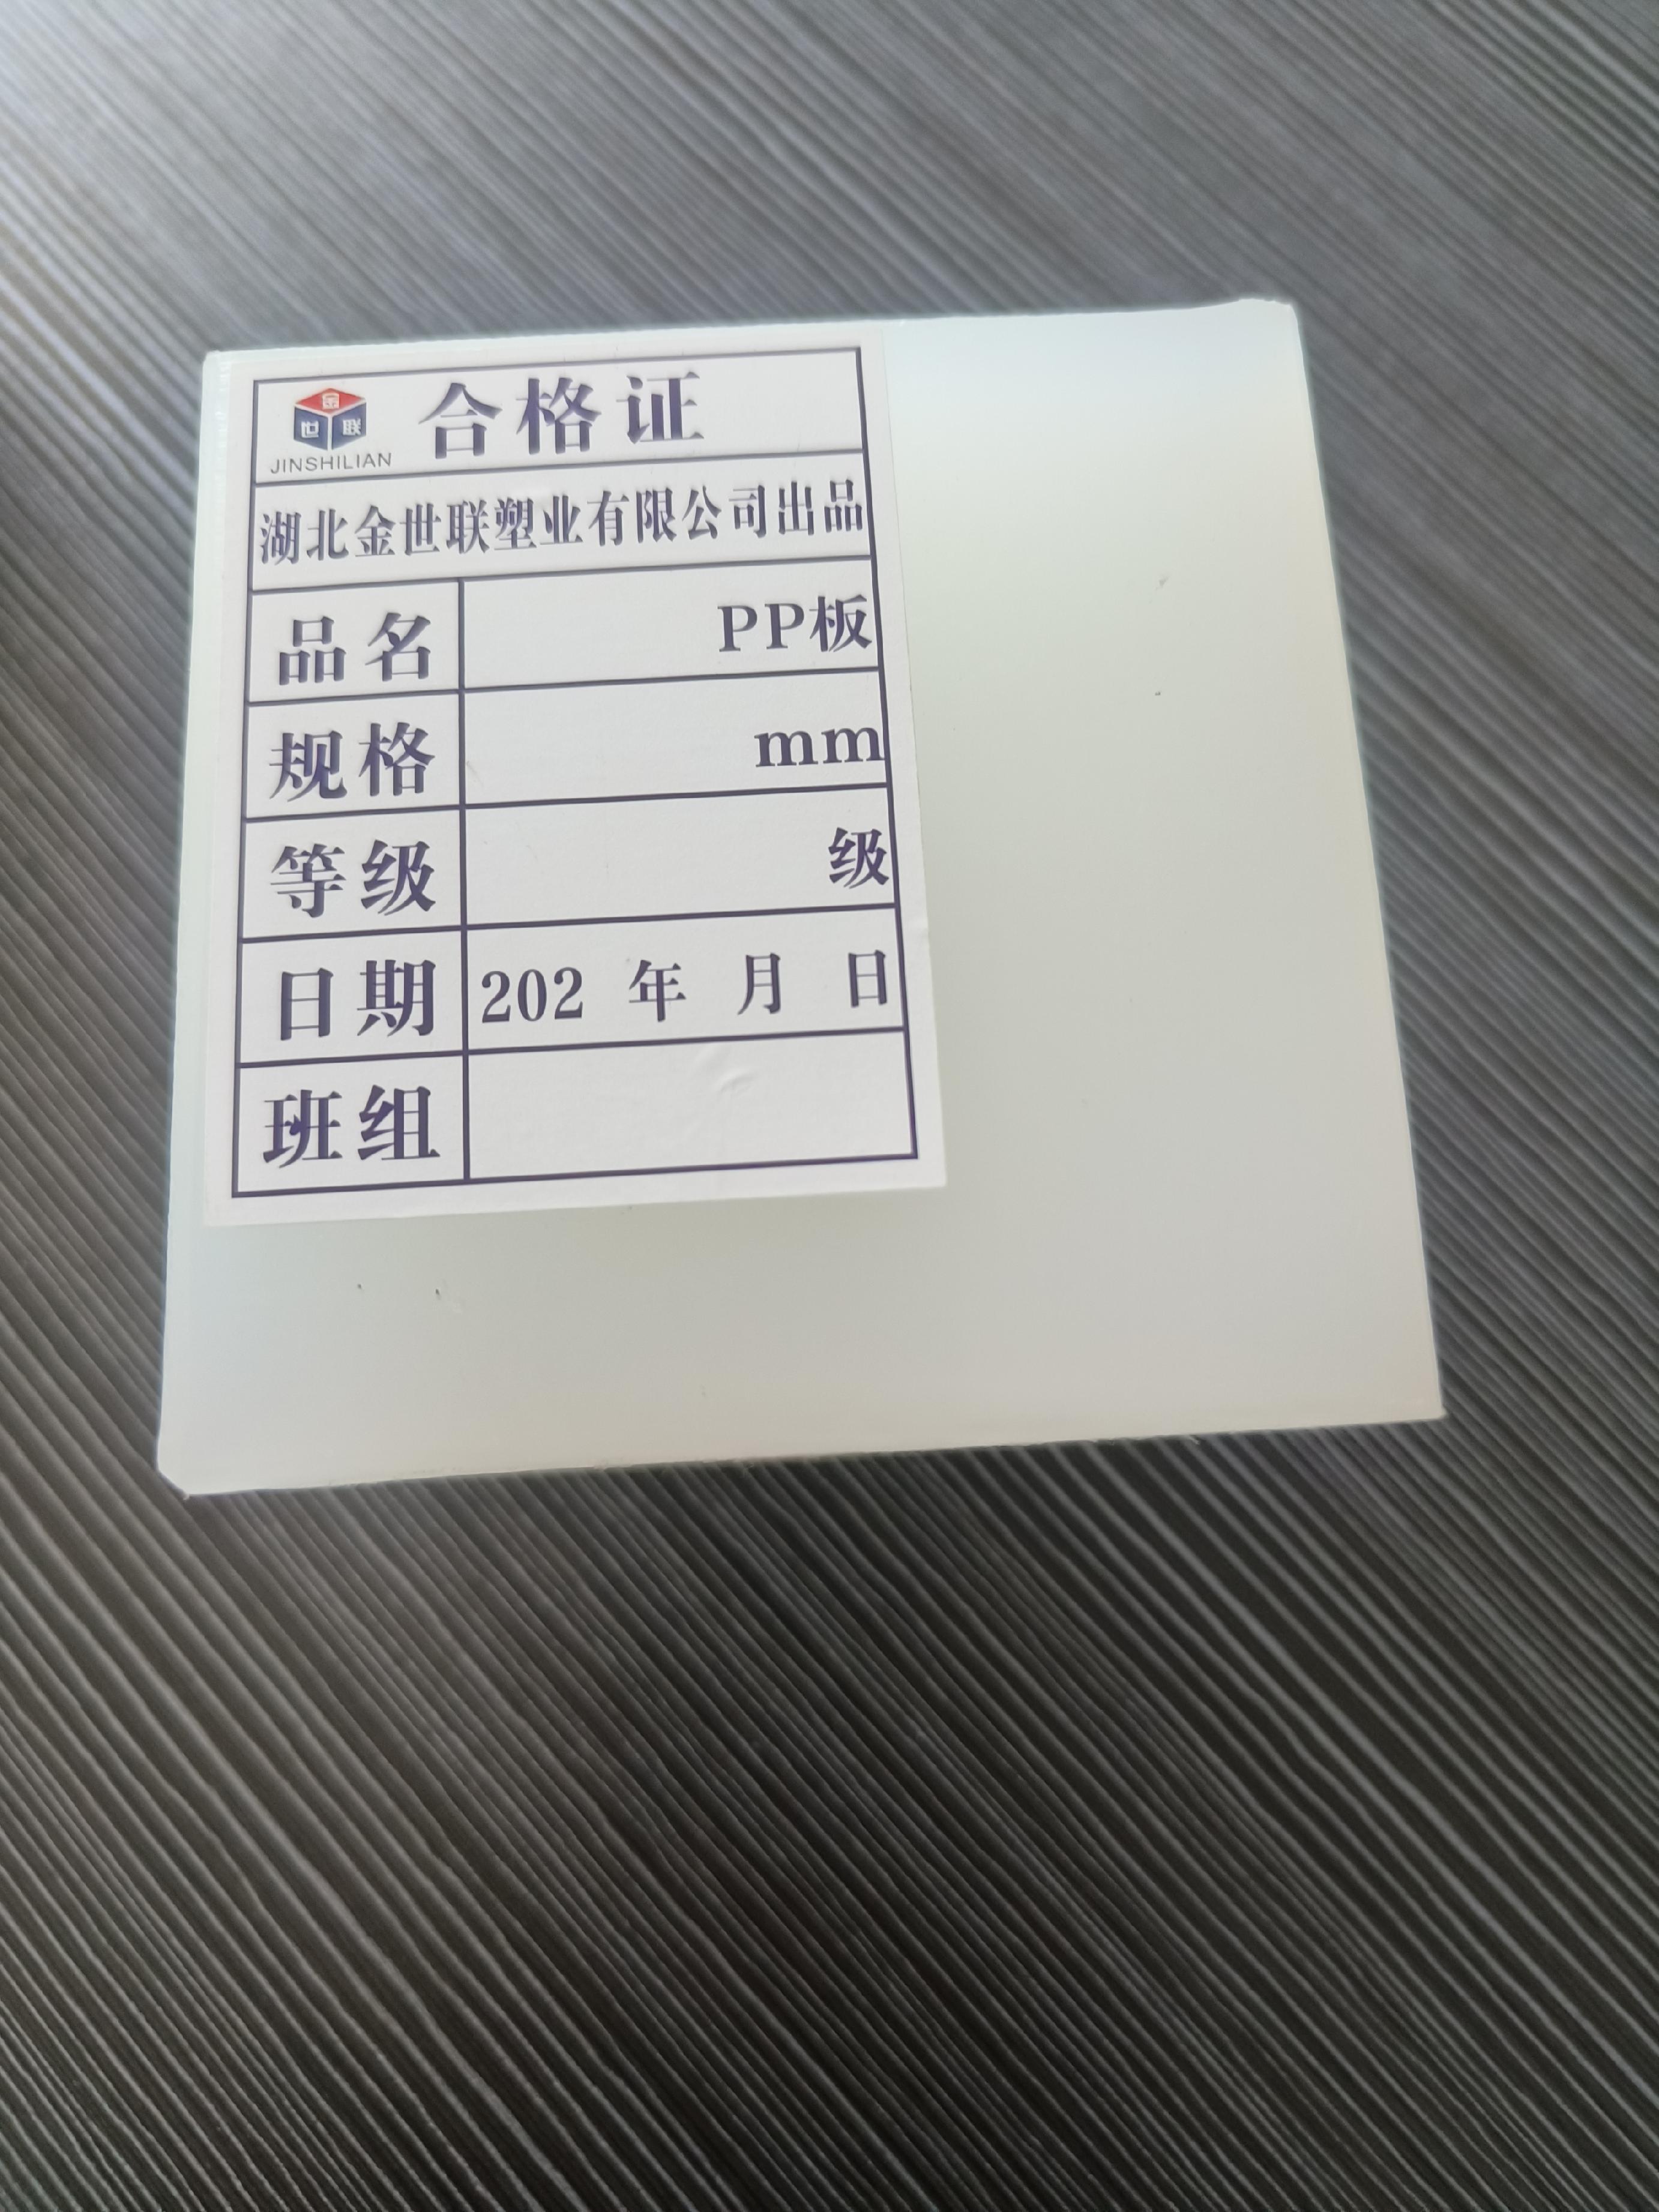 金
世 联
JINSHILIAN
合格证
湖北金世联塑业有限公司出品
品名 PP板
规格 mm
等级 级
日期 202 年 月 日
班组